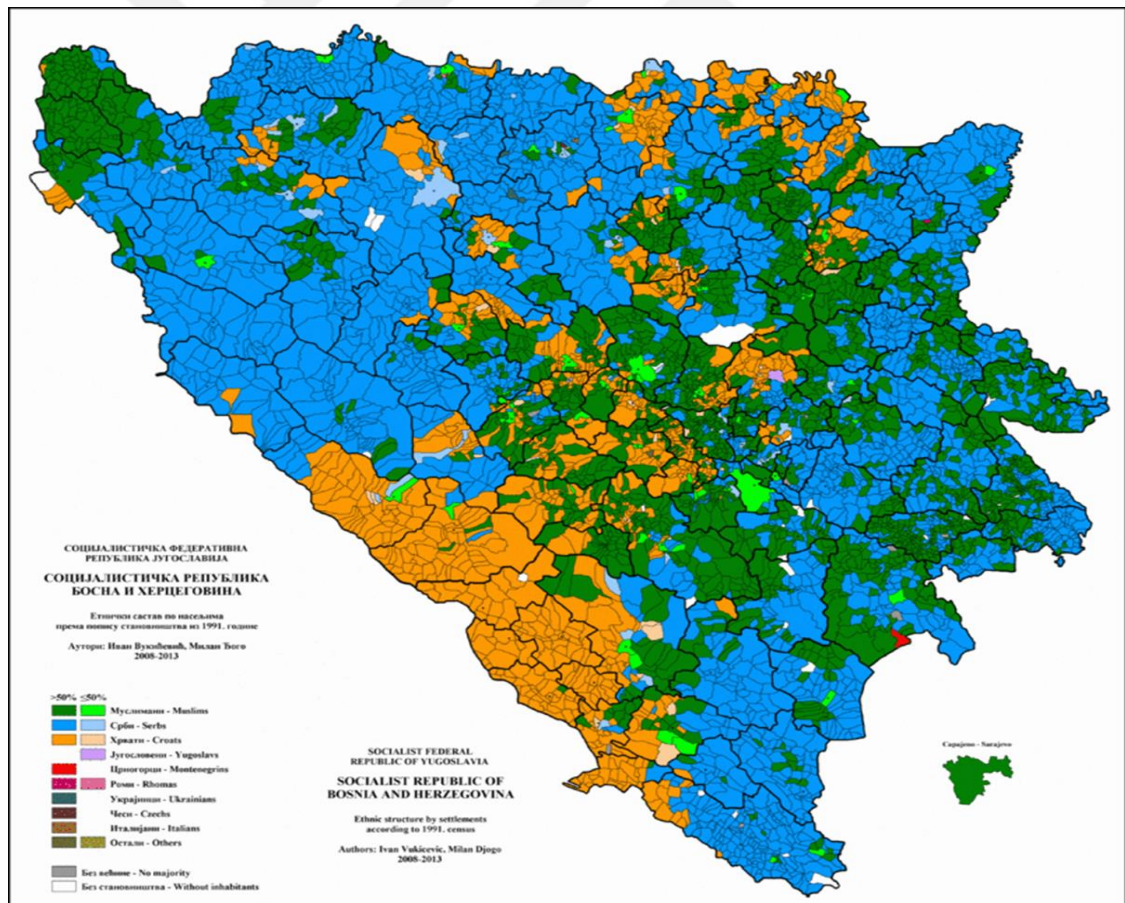 СОЦИЈАЛИСТИЧКА ФЕДЕРАТИВНА
РЕПУБЛИКА ЈУГОСЛАВИЈА
СОЦИЈАЛИСТИЧКА РЕПУБЛИКА
БОСНА И ХЕРЦЕГОВИНА
Етнички састав по насељима
према попису становништва из 1991. године
Аутори: Иван Вукићевић, Милан Ђого
2008-2013
>50% ≤50%
Муслимани - Muslims
Срби - Serbs
Хрвати - Croats
Југословени - Yugoslavs
Црногорци - Montenegrins
Роми - Rhomas
Украјинци - Ukrainians
Чеси - Czechs
Италијани - Italians
Остали - Others
Без већине - No majority
Без становништва - Without inhabitants
SOCIALIST FEDERAL
REPUBLIC OF YUGOSLAVIA
SOCIALIST REPUBLIC OF
BOSNIA AND HERZEGOVINA
Ethnic structure by settlements
according to 1991. census
Authors: Ivan Vukicevic, Milan Djogo
2008-2013
Сарајево - Sarajevo